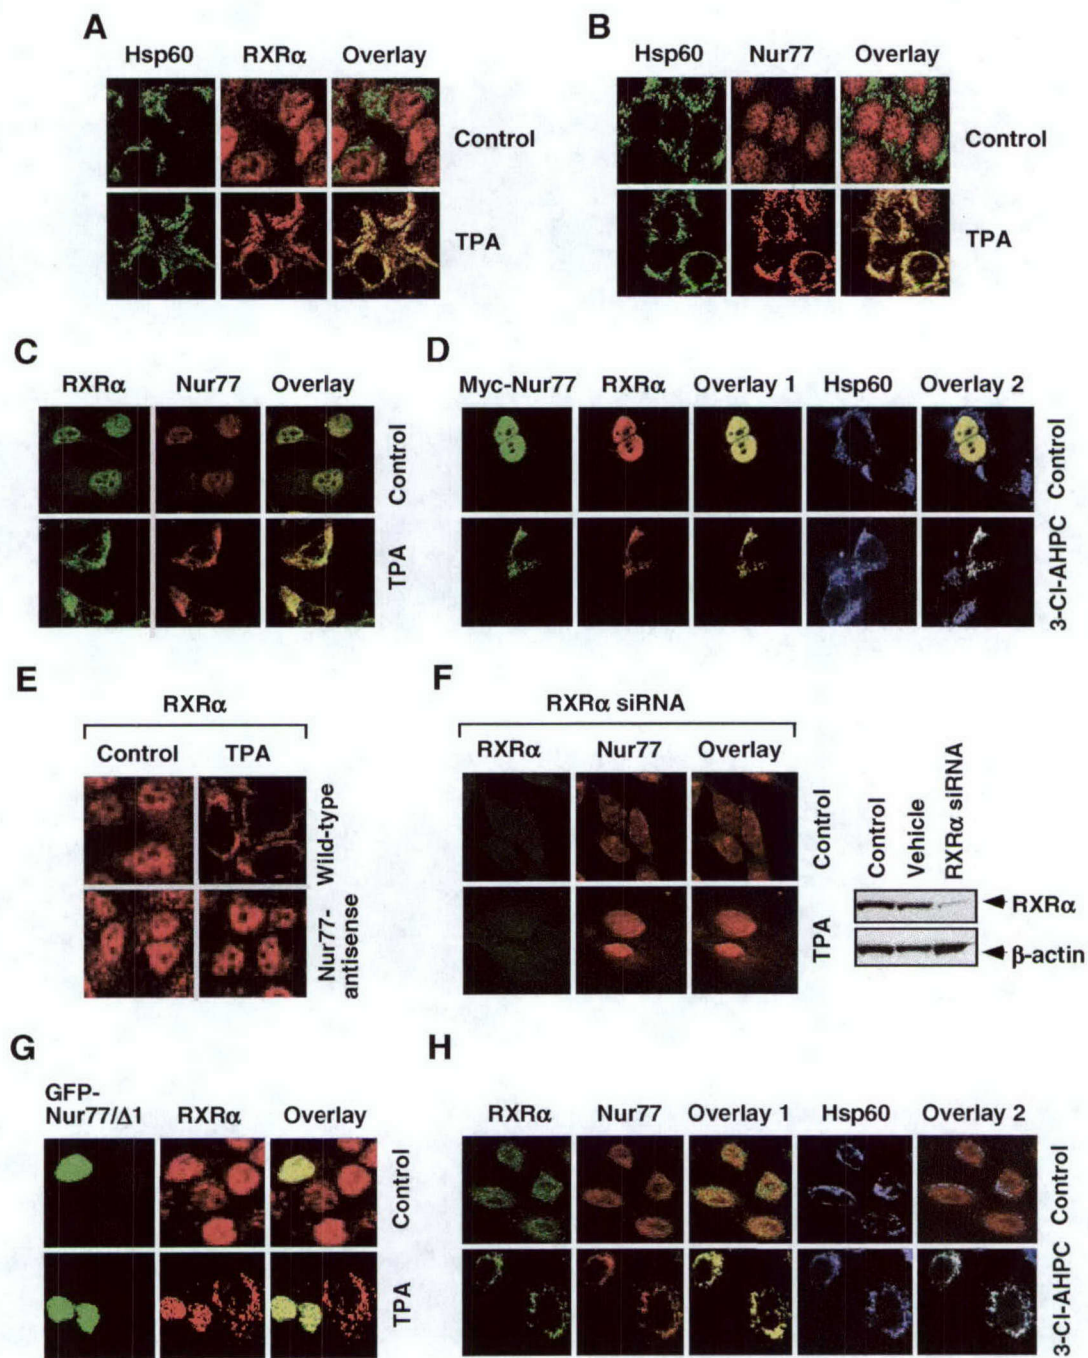 A
Hsp60 RXRα Overlay
Control
TPA
B
Hsp60 Nur77 Overlay
Control
TPA
C
RXRα Nur77 Overlay
Control
TPA
D
Myc-Nur77 RXRα Overlay 1 Hsp60 Overlay 2
Control
3-Cl-AHPC
E
RXRα
Control TPA
Wild-type
Nur77-
antisense
F
RXRα siRNA
RXRα Nur77 Overlay
Control
TPA
Control
Vehicle
RXRα siRNA
RXRα
β-actin
G
GFP-
Nur77/Δ1 RXRα Overlay
Control
TPA
H
RXRα Nur77 Overlay 1 Hsp60 Overlay 2
Control
3-Cl-AHPC